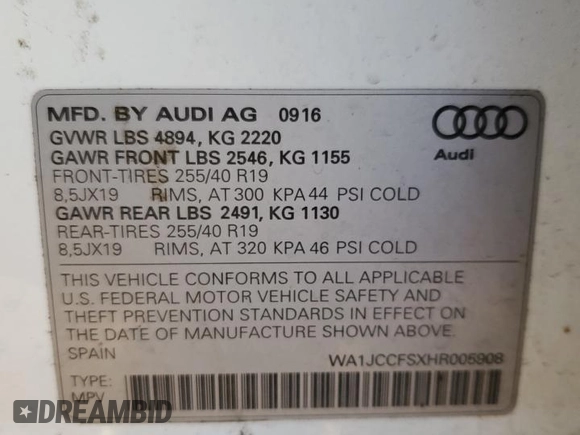 MFD. BY AUDI AG 0916
GVWR LBS 4894, KG 2220
GAWR FRONT LBS 2546, KG 1155
FRONT-TIRES 255/40 R19
8,5JX19 RIMS, AT 300 KPA 44 PSI COLD
GAWR REAR LBS 2491, KG 1130
REAR-TIRES 255/40 R19
8,5JX19 RIMS, AT 320 KPA 46 PSI COLD
Audi
THIS VEHICLE CONFORMS TO ALL APPLICABLE
U.S. FEDERAL MOTOR VEHICLE SAFETY AND
THEFT PREVENTION STANDARDS IN EFFECT ON
THE DATE OF MANUFACTURE SHOWN ABOVE.
SPAIN WA1JCCFSXHR005908
TYPE:
MPV
DREAMBID